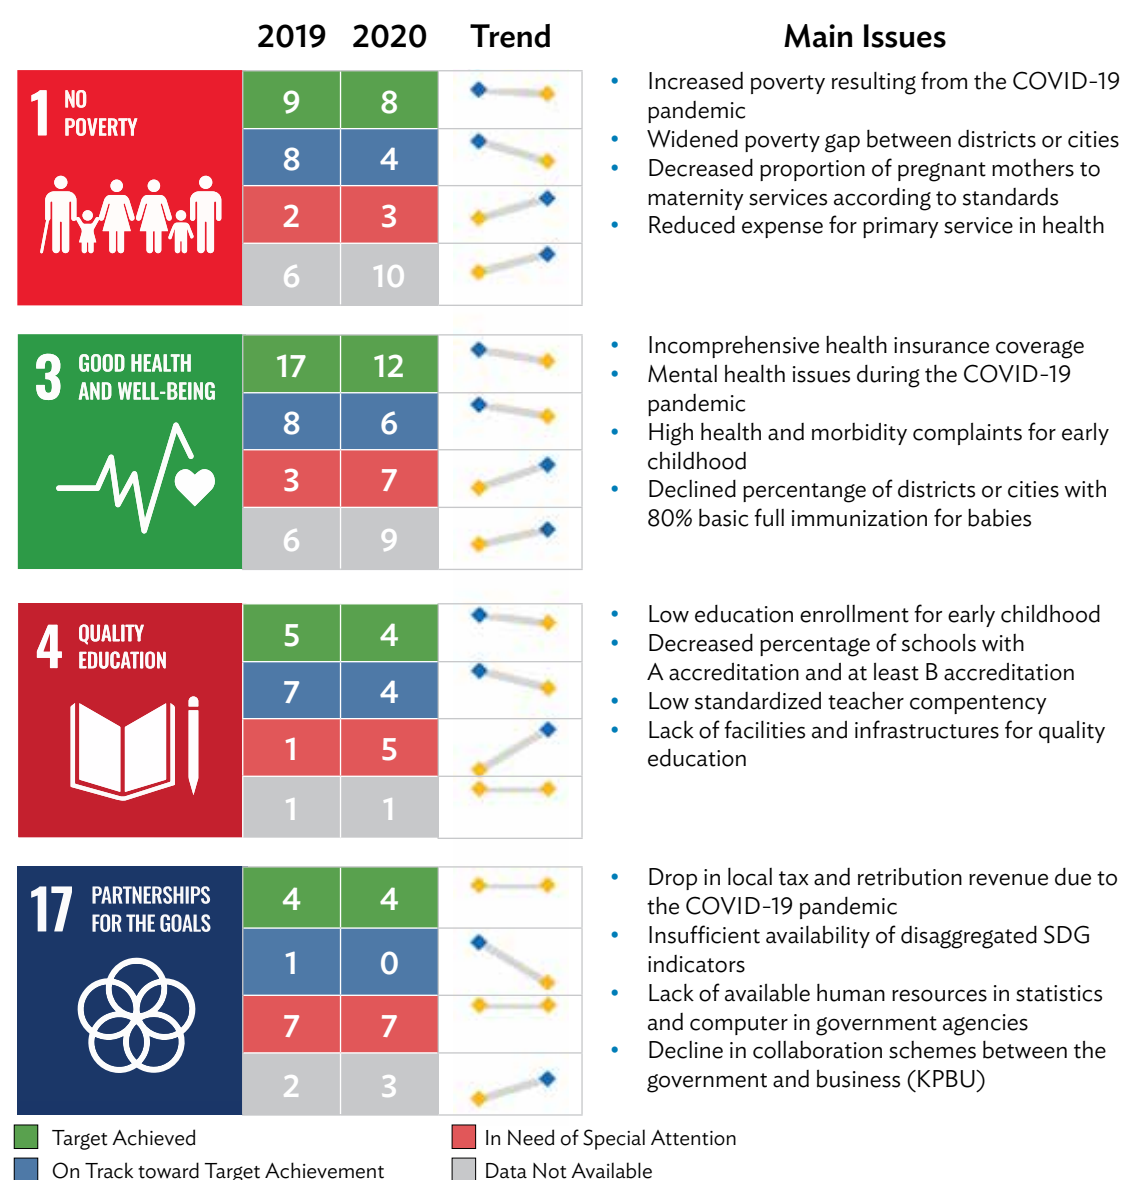 2019 2020 Trend Main Issues
1 NO
POVERTY
9 8
8 4
2 3
6 10
• Increased poverty resulting from the COVID-19
pandemic
• Widened poverty gap between districts or cities
• Decreased proportion of pregnant mothers to
maternity services according to standards
• Reduced expense for primary service in health
3 GOOD HEALTH
AND WELL-BEING
17 12
8 6
3 7
6 9
• Incomprehensive health insurance coverage
• Mental health issues during the COVID-19
pandemic
• High health and morbidity complaints for early
childhood
• Declined percentange of districts or cities with
80% basic full immunization for babies
4 QUALITY
EDUCATION
5 4
7 4
1 5
1 1
• Low education enrollment for early childhood
• Decreased percentage of schools with
A accreditation and at least B accreditation
• Low standardized teacher compentency
• Lack of facilities and infrastructures for quality
education
17 PARTNERSHIPS
FOR THE GOALS
4 4
1 0
7 7
2 3
• Drop in local tax and retribution revenue due to
the COVID-19 pandemic
• Insufficient availability of disaggregated SDG
indicators
• Lack of available human resources in statistics
and computer in government agencies
• Decline in collaboration schemes between the
government and business (KPBU)
Target Achieved
In Need of Special Attention
On Track toward Target Achievement
Data Not Available